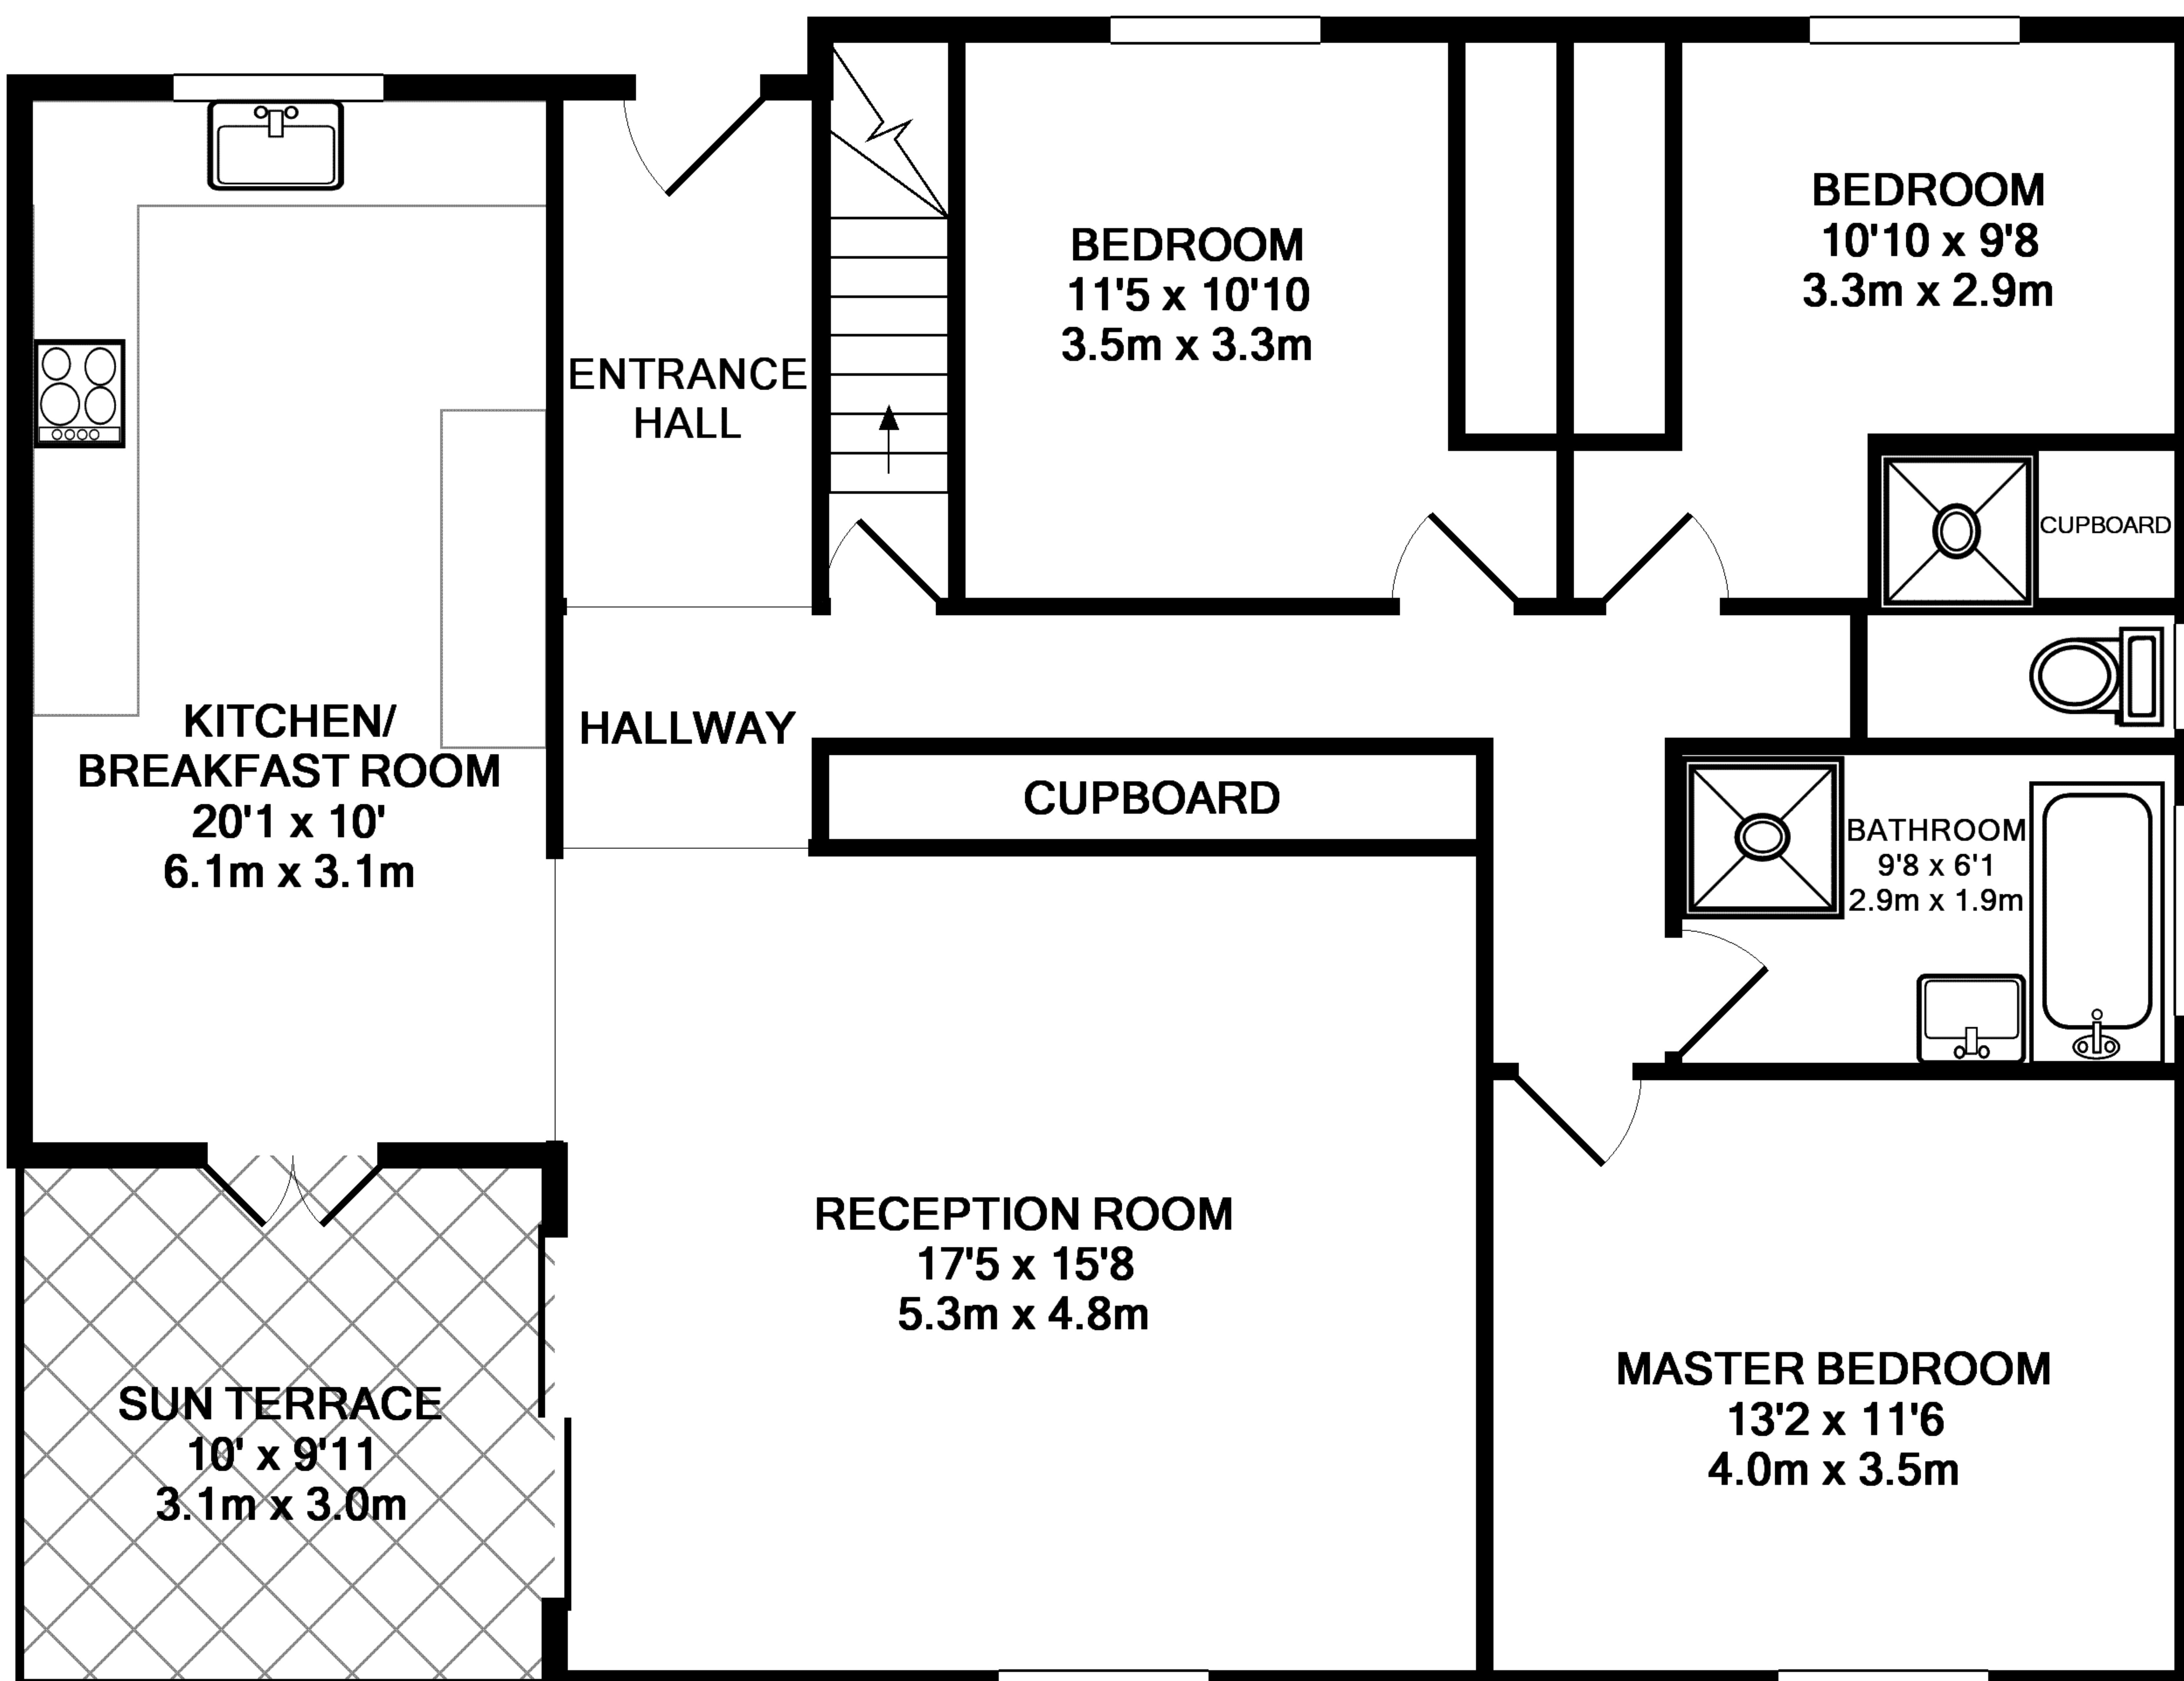 BEDROOM
10'10 x 9'8
3.3m x 2.9m
BEDROOM
11'5 x 10'10
3.5m x 3.3m
ENTRANCE
HALL
CUPBOARD
KITCHEN/
BREAKFAST ROOM
20'1 x 10'
6.1m x 3.1m
HALLWAY
CUPBOARD
BATHROOM
9'8 x 6'1
2.9m x 1.9m
RECEPTION ROOM
17'5 x 15'8
5.3m x 4.8m
MASTER BEDROOM
13'2 x 11'6
4.0m x 3.5m
SUN TERRACE
10' x 9'11
3.1m x 3.0m